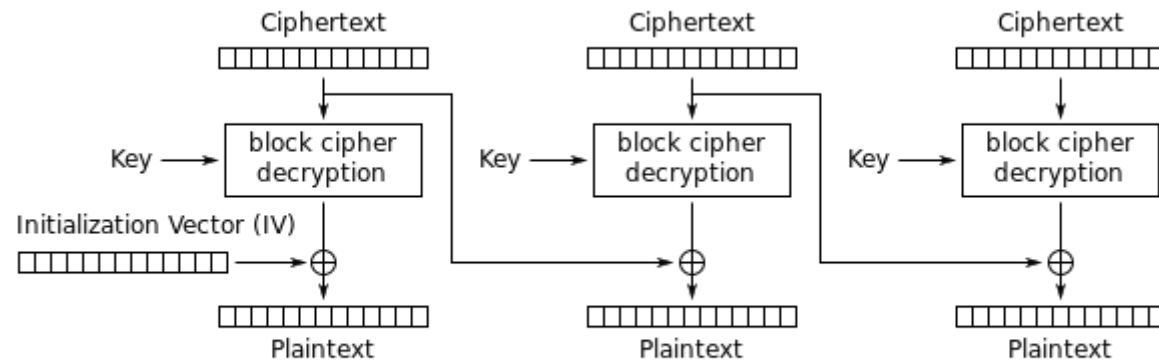 Ciphertext
Ciphertext
Ciphertext
Key
block cipher
decryption
Key
block cipher
decryption
Key
block cipher
decryption
Initialization Vector (IV)
Plaintext
Plaintext
Plaintext